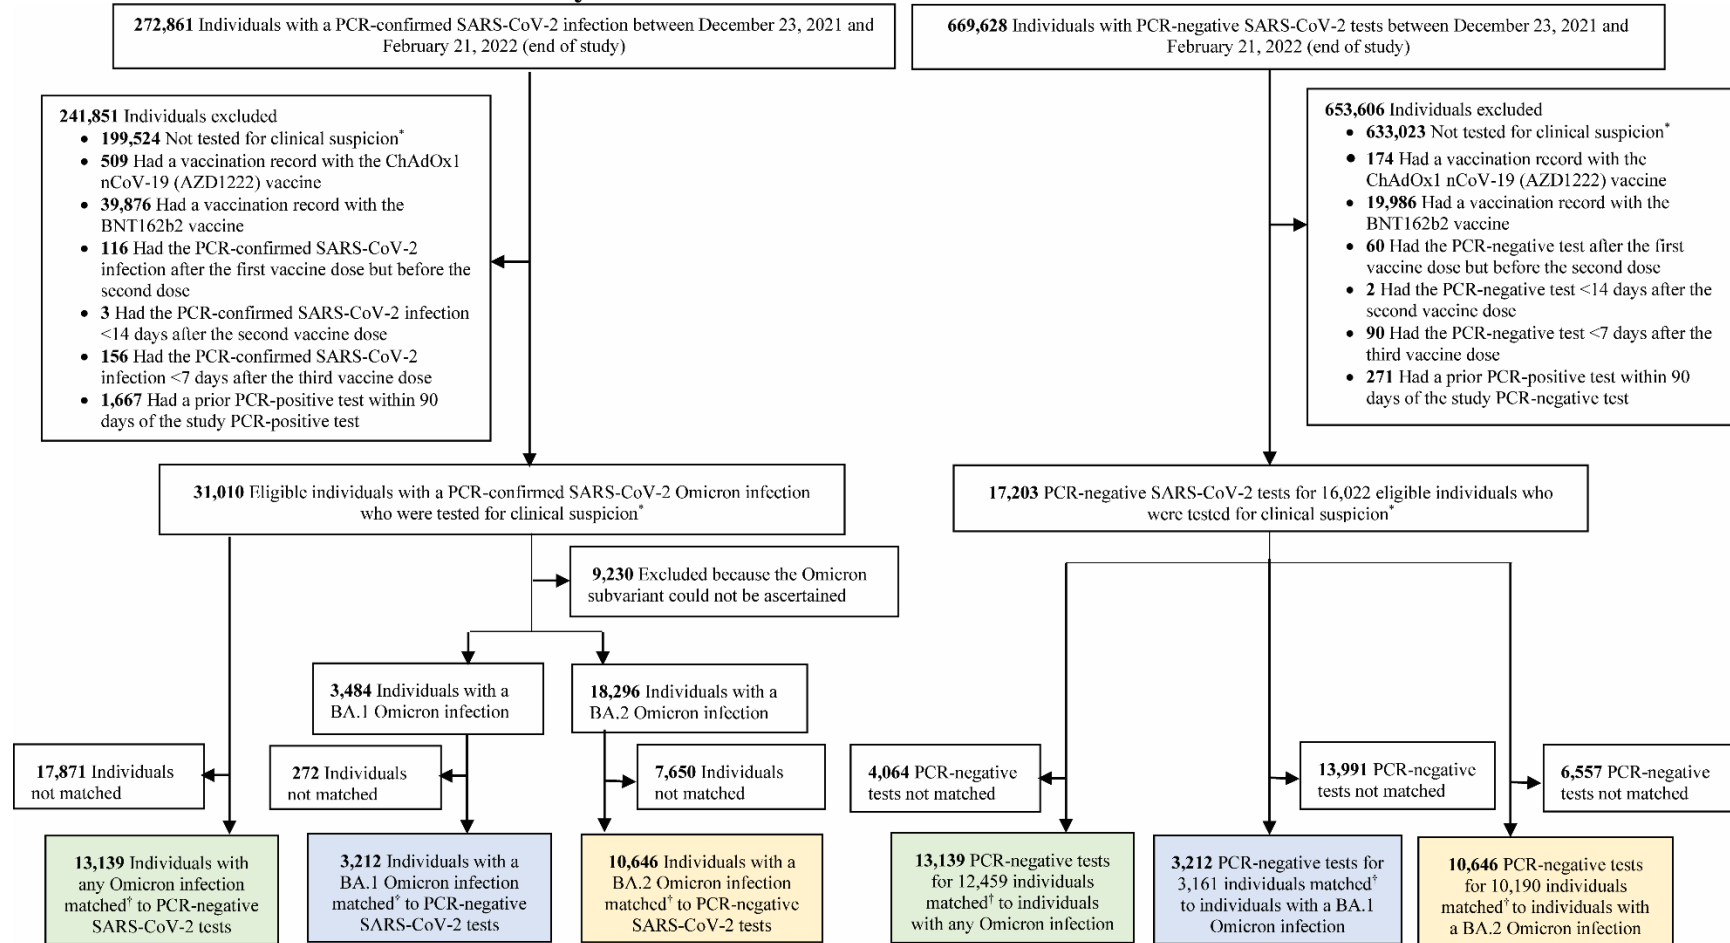 272,861 Individuals with a PCR-confirmed SARS-CoV-2 infection between December 23, 2021 and
February 21, 2022 (end of study)
669,628 Individuals with PCR-negative SARS-CoV-2 tests between December 23, 2021 and
February 21, 2022 (end of study)
241,851 Individuals excluded
• 199,524 Not tested for clinical suspicion*
• 509 Had a vaccination record with the ChAdOx1
nCoV-19 (AZD1222) vaccine
• 39,876 Had a vaccination record with the
BNT162b2 vaccine
• 116 Had the PCR-confirmed SARS-CoV-2
infection after the first vaccine dose but before the
second dose
• 3 Had the PCR-confirmed SARS-CoV-2 infection
<14 days after the second vaccine dose
• 156 Had the PCR-confirmed SARS-CoV-2
infection <7 days after the third vaccine dose
• 1,667 Had a prior PCR-positive test within 90
days of the study PCR-positive test
653,606 Individuals excluded
• 633,023 Not tested for clinical suspicion*
• 174 Had a vaccination record with the
ChAdOx1 nCoV-19 (AZD1222) vaccine
• 19,986 Had a vaccination record with the
BNT162b2 vaccine
• 60 Had the PCR-negative test after the first
vaccine dose but before the second dose
• 2 Had the PCR-negative test <14 days after the
second vaccine dose
• 90 Had the PCR-negative test <7 days after the
third vaccine dose
• 271 Had a prior PCR-positive test within 90
days of the study PCR-negative test
31,010 Eligible individuals with a PCR-confirmed SARS-CoV-2 Omicron infection
who were tested for clinical suspicion*
17,203 PCR-negative SARS-CoV-2 tests for 16,022 eligible individuals who
were tested for clinical suspicion*
9,230 Excluded because the Omicron
subvariant could not be ascertained
3,484 Individuals with a
BA.1 Omicron infection
18,296 Individuals with a
BA.2 Omicron infection
17,871 Individuals
not matched
272 Individuals
not matched
7,650 Individuals
not matched
4,064 PCR-negative
tests not matched
13,991 PCR-negative
tests not matched
6,557 PCR-negative
tests not matched
13,139 Individuals with
any Omicron infection
matched† to PCR-negative
SARS-CoV-2 tests
3,212 Individuals with a
BA.1 Omicron infection
matched† to PCR-negative
SARS-CoV-2 tests
10,646 Individuals with a
BA.2 Omicron infection
matched† to PCR-negative
SARS-CoV-2 tests
13,139 PCR-negative tests
for 12,459 individuals
matched† to individuals
with any Omicron infection
3,212 PCR-negative tests for
3,161 individuals matched†
to individuals with a BA.1
Omicron infection
10,646 PCR-negative tests
for 10,190 individuals
matched† to individuals with
a BA.2 Omicron infection